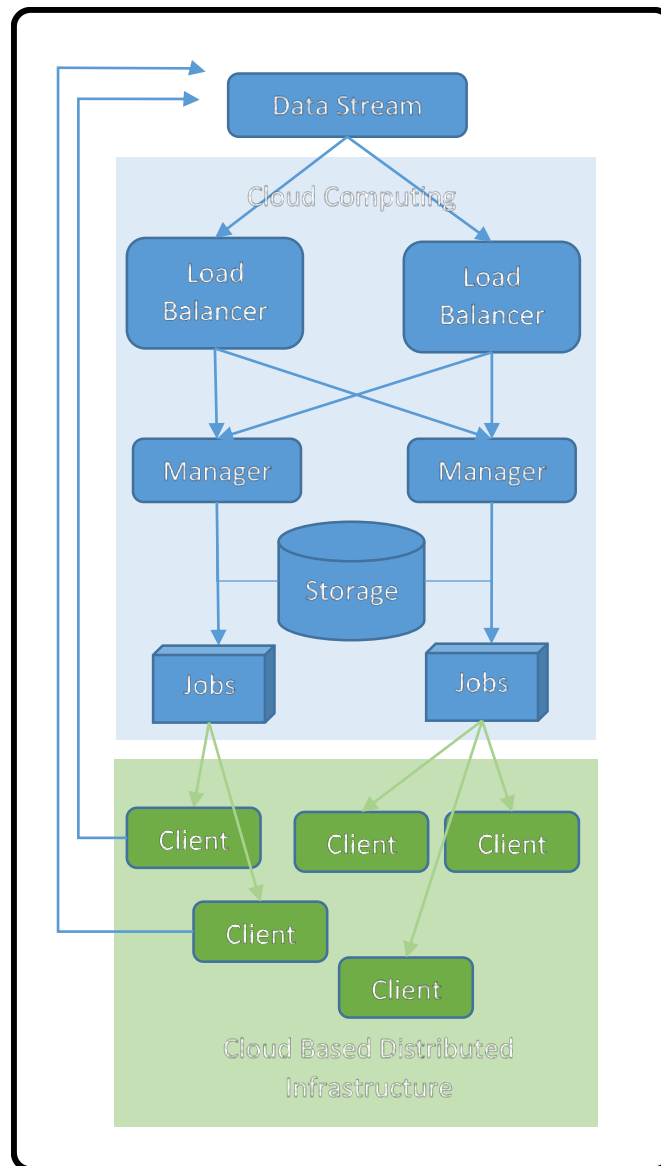 Data Stream
Cloud Computing
Load
Balancer
Load
Balancer
Manager
Manager
Storage
Jobs
Jobs
Client
Client
Client
Client
Client
Cloud Based Distributed
Infrastructure